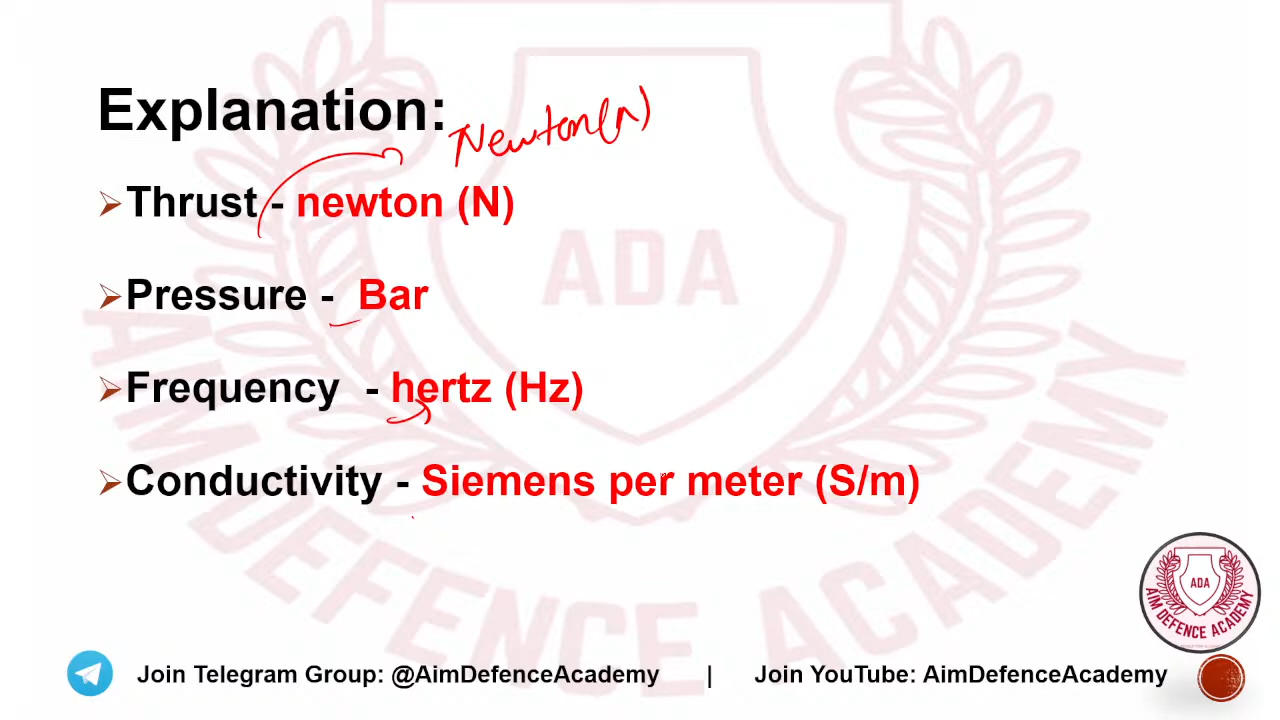 Explanation:
Newton(n)
Thrust - newton (N)
Pressure - Bar
Frequency - hertz (Hz)
Conductivity - Siemens per meter (S/m)
ADA
AIM DEFENCE ACADEMY
ADA
AIM DEFENCE ACADEMY
Join Telegram Group: @AimDefenceAcademy | Join YouTube: AimDefenceAcademy